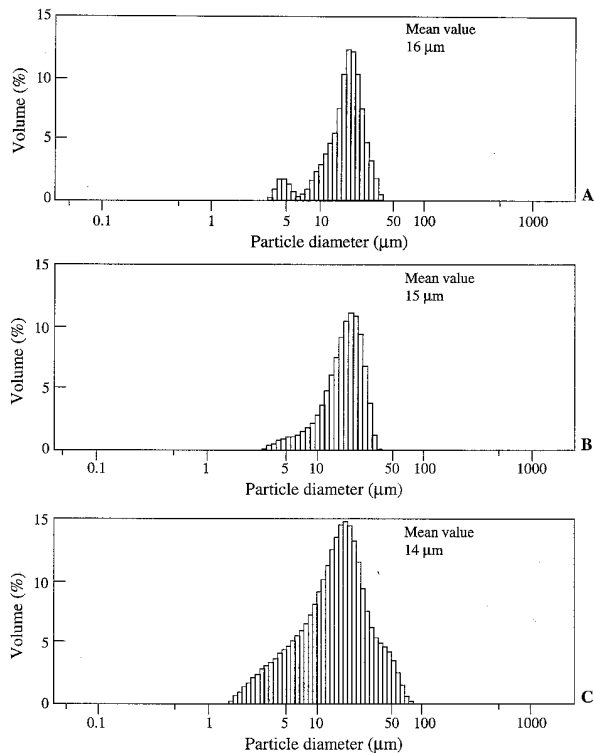 15
Mean value
16 µm
10
Volume (%)
5
0
A
0.1 1 5 10 50 100 1000
Particle diameter (µm)
15
Mean value
15 µm
10
Volume (%)
5
0
B
0.1 1 5 10 50 100 1000
Particle diameter (µm)
15
Mean value
14 µm
10
Volume (%)
5
0
C
0.1 1 5 10 50 100 1000
Particle diameter (µm)